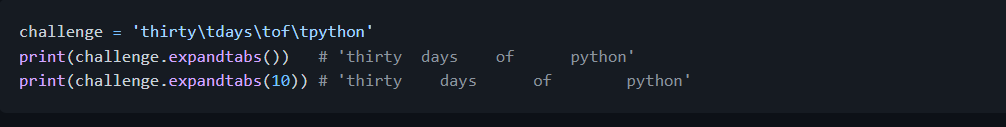 challenge = 'thirty\tdays\tof\tpython'
print(challenge.expandtabs())   # 'thirty  days    of      python'
print(challenge.expandtabs(10)) # 'thirty    days      of        python'